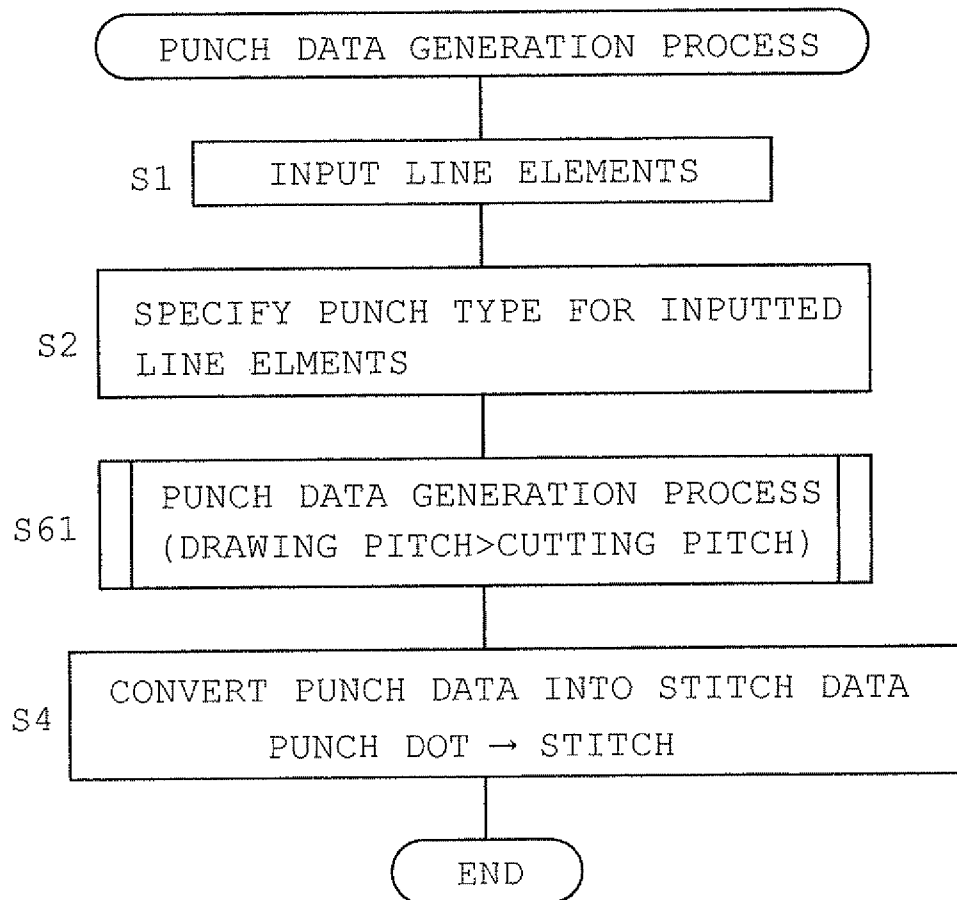 PUNCH DATA GENERATION PROCESS
S1
INPUT LINE ELEMENTS
S2
SPECIFY PUNCH TYPE FOR INPUTTED
LINE ELMENTS
S61
PUNCH DATA GENERATION PROCESS
(DRAWING PITCH>CUTTING PITCH)
S4
CONVERT PUNCH DATA INTO STITCH DATA
PUNCH DOT → STITCH
END